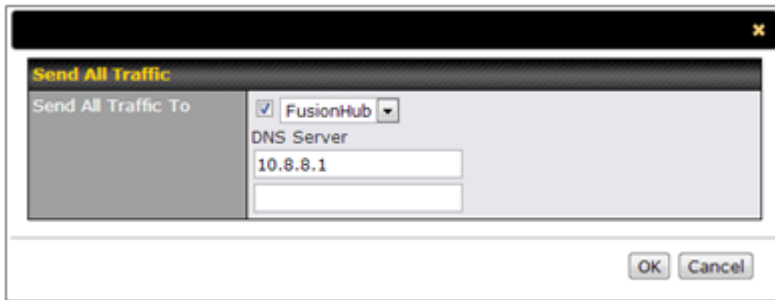 Send All Traffic
Send All Traffic To
FusionHub
DNS Server
10.8.8.1
OK Cancel